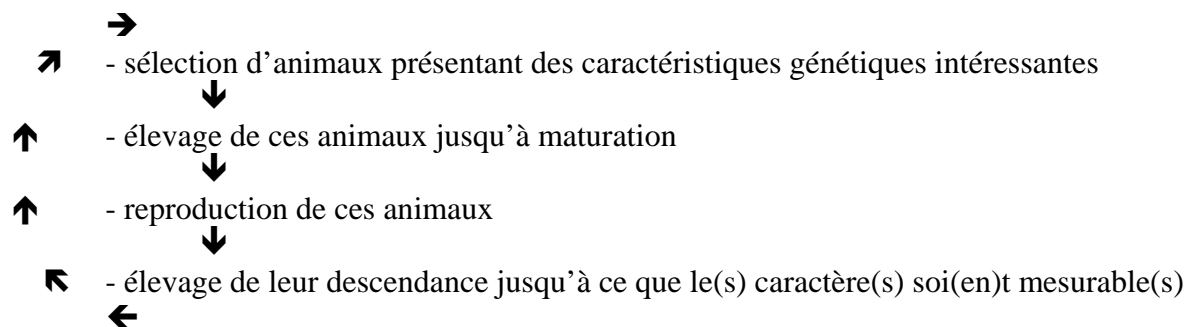 - sélection d’animaux présentant des caractéristiques génétiques intéressantes
- élevage de ces animaux jusqu’à maturation
- reproduction de ces animaux
- élevage de leur descendance jusqu’à ce que le(s) caractère(s) soi(en)t mesurable(s)